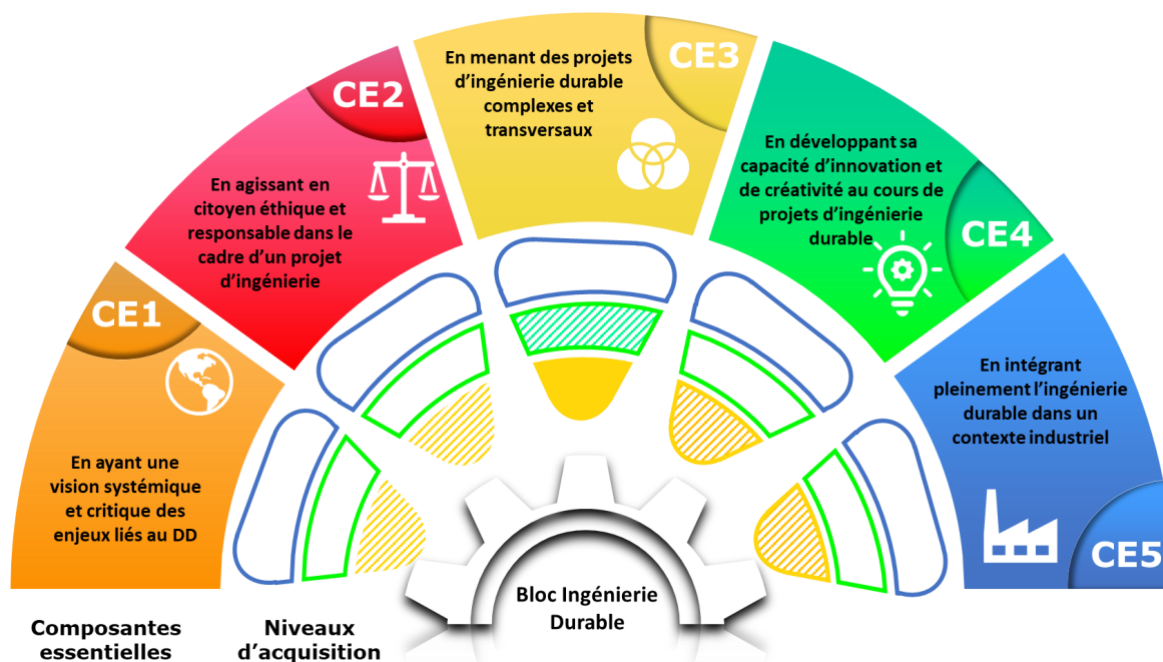 CE1
En ayant une
vision systémique
et critique des
enjeux liés au DD
CE2
En agissant en
citoyen éthique et
responsable dans le
cadre d'un projet
d'ingénierie
CE3
En menant des projets
d'ingénierie durable
complexes et
transversaux
CE4
En développant sa
capacité d'innovation et
de créativité au cours de
projets d'ingénierie
durable
En intégrant
pleinement l'ingénierie
durable dans un
contexte industriel
CE5
Bloc Ingénierie
Durable
Composantes
essentielles
Niveaux
d'acquisition